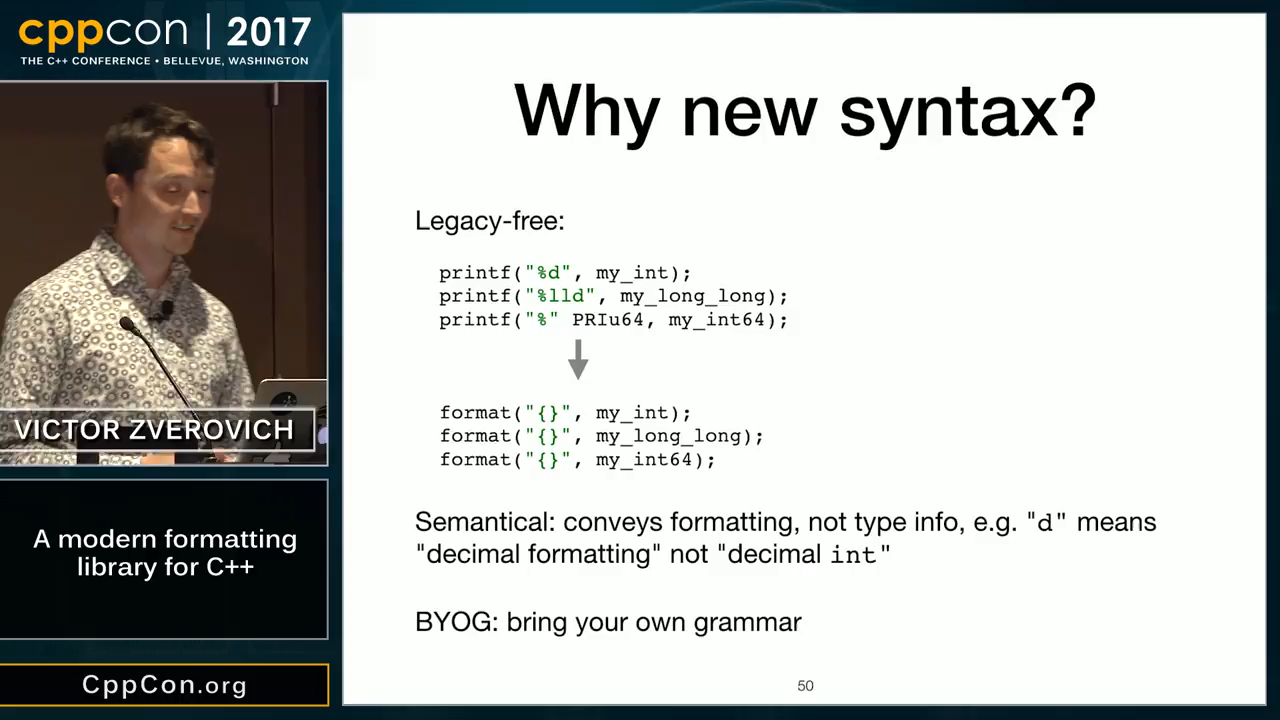 cppcon | 2017
THE C++ CONFERENCE • BELLEVUE, WASHINGTON
VICTOR ZVEROVICH
A modern formatting
library for C++
CppCon.org
Why new syntax?
Legacy-free:
printf("%d", my_int);
printf("%lld", my_long_long);
printf("%" PRIu64, my_int64);
format("{}", my_int);
format("{}", my_long_long);
format("{}", my_int64);
Semantical: conveys formatting, not type info, e.g. "d" means
"decimal formatting" not "decimal int"
BYOG: bring your own grammar
50